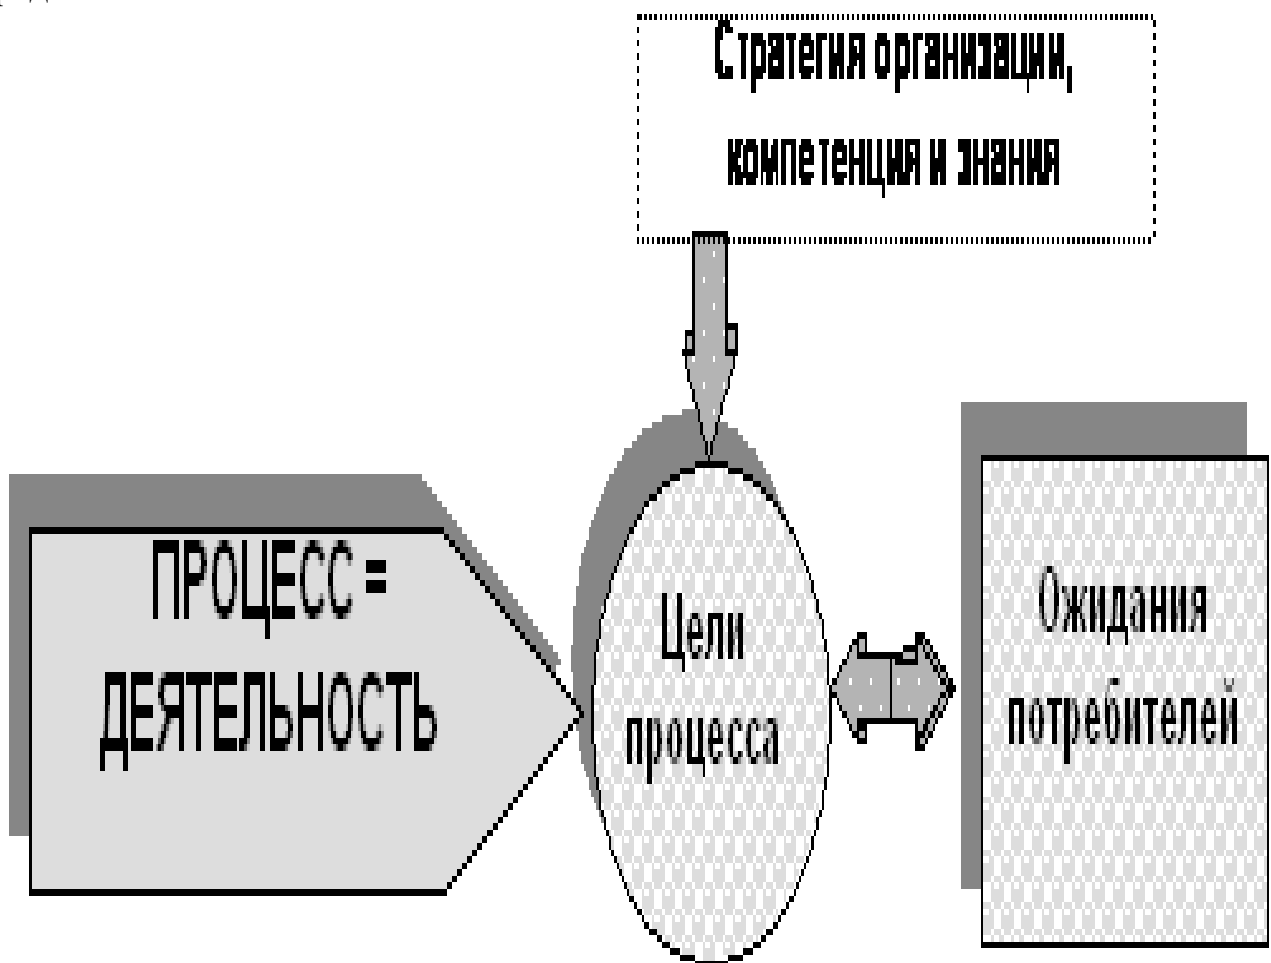 Стратегия организации,
компетенция и знания
ПРОЦЕСС =
ДЕЯТЕЛЬНОСТЬ
Цели
процесса
Ожидания
потребителей